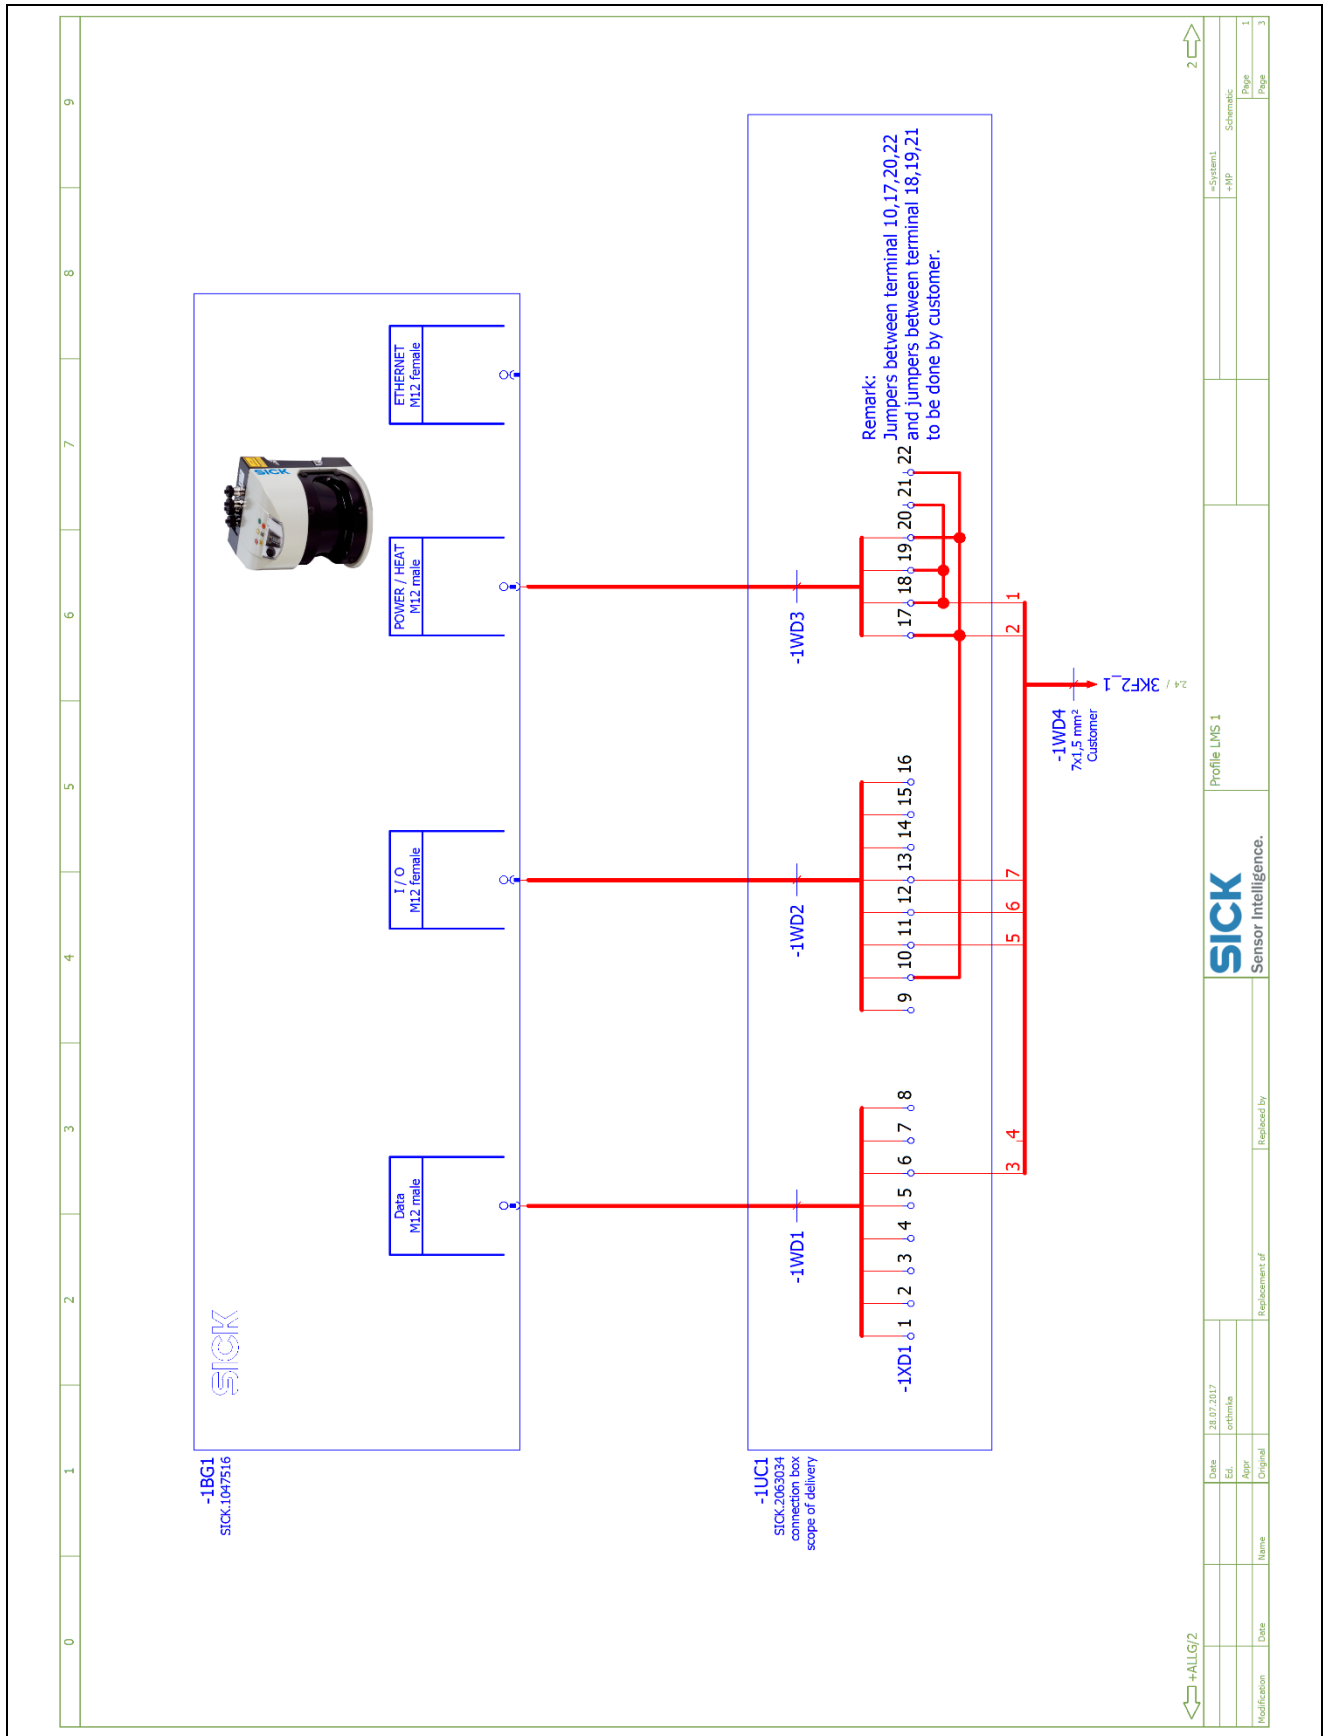 0 1 2 3 4 5 6 7 8 9
-1BG1
SICK.1047516
SICK
Data
M12 male
I / O
M12 female
POWER / HEAT
M12 male
ETHERNET
M12 female
SICK
-1UC1
SICK.2063034
connection box
scope of delivery
-1WD1
-1WD2
-1WD3
Remark:
Jumpers between terminal 10,17,20,22
and jumpers between terminal 18,19,21
to be done by customer.
-1XD1 1 2 3 4 5 6 7 8 9 10 11 12 13 14 15 16 17 18 19 20 21 22
3 4 5 6 7 2 1
-1WD4
7x1,5 mm²
Customer
3KF2_1 / 2.4
+ALLG/2
2
Date 28.07.2017
Ed. orthmka
Appr
Modification Date Name Original Replacement of Replaced by
SICK
Sensor Intelligence.
Profile LMS 1
=System1
+MP Schematic
Page 1
Page 3